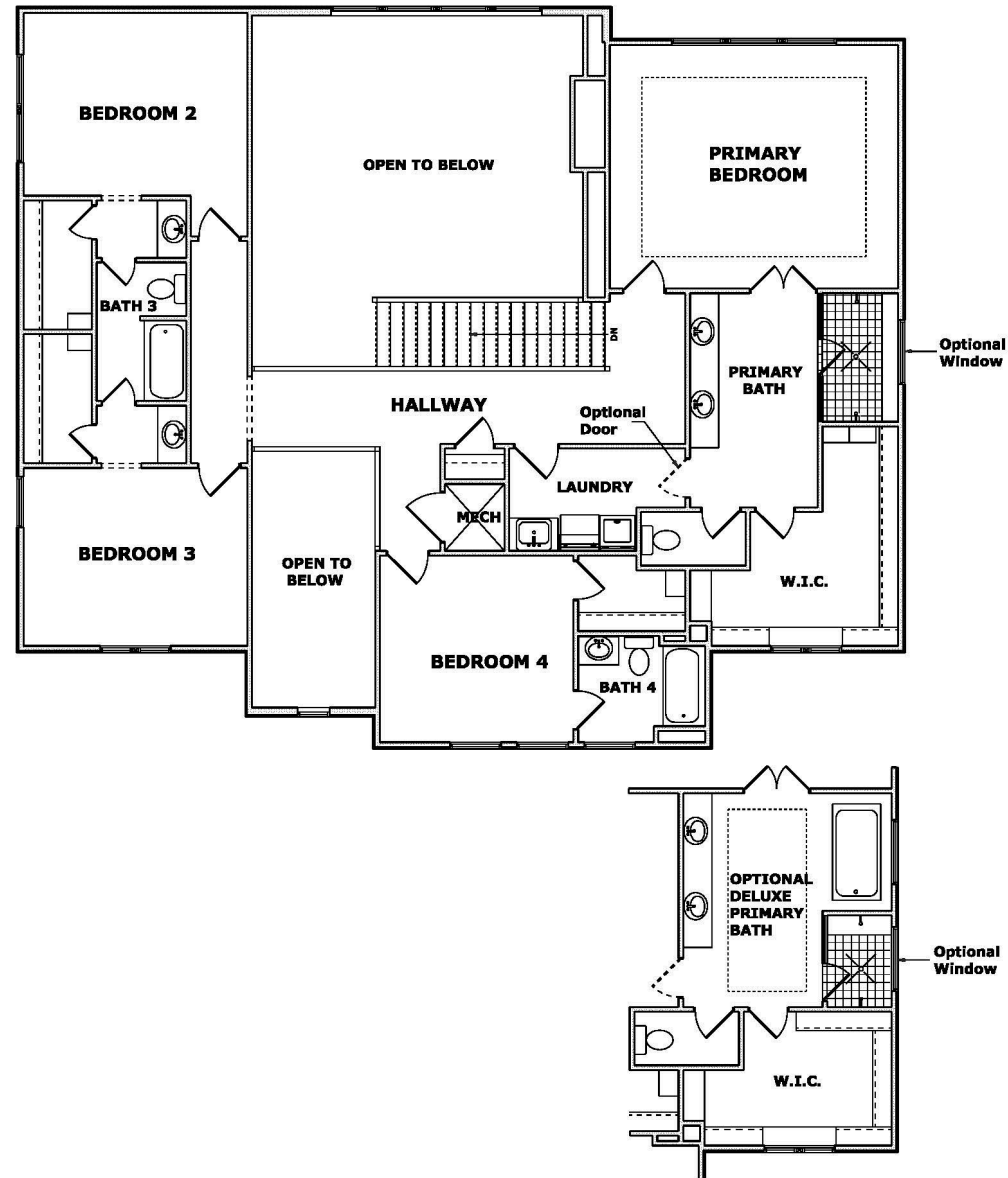 BEDROOM 2
OPEN TO BELOW
PRIMARY
BEDROOM
BATH 3
DN
PRIMARY
BATH
Optional
Window
HALLWAY
Optional
Door
LAUNDRY
MECH
BEDROOM 3
OPEN TO
BELOW
W.I.C.
BEDROOM 4
BATH 4
OPTIONAL
DELUXE
PRIMARY
BATH
Optional
Window
W.I.C.